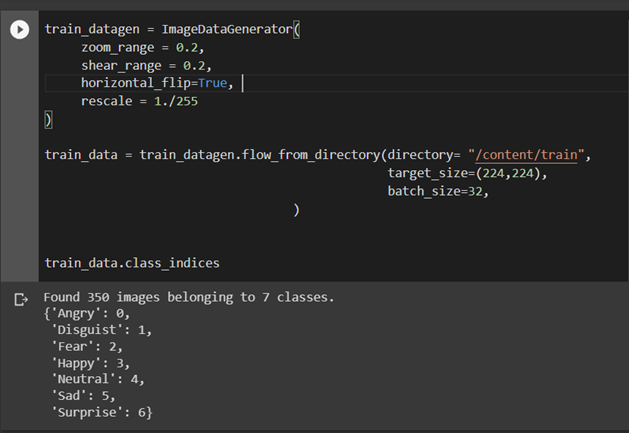 train_datagen = ImageDataGenerator(
zoom_range = 0.2,
shear_range = 0.2,
horizontal_flip=True,
rescale = 1./255
)
train_data = train_datagen.flow_from_directory(directory= "/content/train",
target_size=(224,224),
batch_size=32,
)
train_data.class_indices
Found 350 images belonging to 7 classes.
{'Angry': 0,
'Disguist': 1,
'Fear': 2,
'Happy': 3,
'Neutral': 4,
'Sad': 5,
'Surprise': 6}